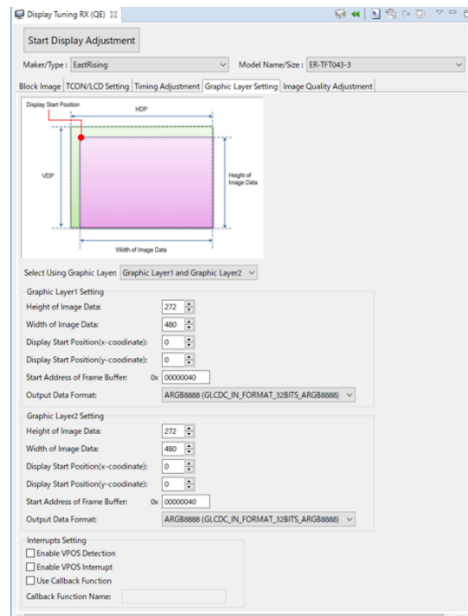 Display Tuning RX (QE)
Start Display Adjustment
Maker/Type : EastRising Model Name/Size : ER-TFT043-3
Block Image TCON/LCD Setting Timing Adjustment Graphic Layer Setting Image Quality Adjustment
Display Start Position
HDP
VDP
Height of
Image Data
Width of Image Data
Select Using Graphic Layer: Graphic Layer1 and Graphic Layer2
Graphic Layer1 Setting
Height of Image Data: 272
Width of Image Data: 480
Display Start Position(x-coodinate): 0
Display Start Position(y-coodinate): 0
Start Address of Frame Buffer: 0x 00000040
Output Data Format: ARGB8888 (GLCDC_IN_FORMAT_32BITS_ARGB8888)
Graphic Layer2 Setting
Height of Image Data: 272
Width of Image Data: 480
Display Start Position(x-coodinate): 0
Display Start Position(y-coodinate): 0
Start Address of Frame Buffer: 0x 00000040
Output Data Format: ARGB8888 (GLCDC_IN_FORMAT_32BITS_ARGB8888)
Interrupts Setting
Enable VPOS Detection
Enable VPOS Interrupt
Use Callback Function
Callback Function Name: